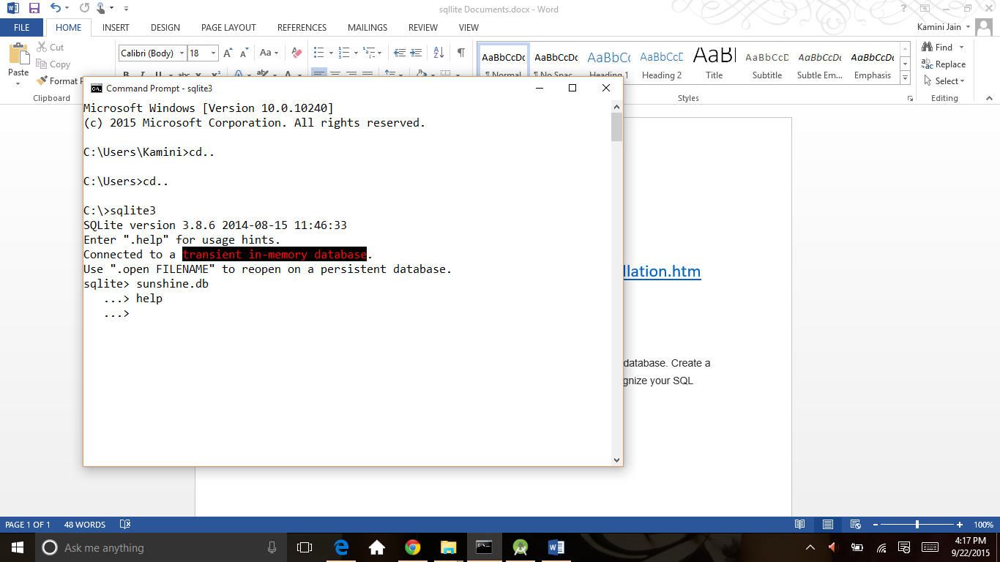 sqllite Documents.docx - Word
FILE HOME INSERT DESIGN PAGE LAYOUT REFERENCES MAILINGS REVIEW VIEW
Kamini Jain
Paste
Cut
Copy
Format
Clipboard
Calibri (Body) 18
Aa
AaBbCcDc AaBbCcDc AaBbCc AaBbCcD AaBl AaBbCcD AaBbCcDc AaBbCcDc
¶ Normal ¶ No Spac... Heading 1 Heading 2 Title Subtitle Subtle Em... Emphasis
Styles
Find
Replace
Select
Editing
Command Prompt - sqlite3
Microsoft Windows [Version 10.0.10240]
(c) 2015 Microsoft Corporation. All rights reserved.
C:\Users\Kamini>cd..
C:\Users>cd..
C:\>sqlite3
SQLite version 3.8.6 2014-08-15 11:46:33
Enter ".help" for usage hints.
Connected to a transient in-memory database.
Use ".open FILENAME" to reopen on a persistent database.
sqlite> sunshine.db
...> help
...>
llation.htm
database. Create a
gnize your SQL
PAGE 1 OF 1 48 WORDS
100%
Ask me anything
4:17 PM
9/22/2015